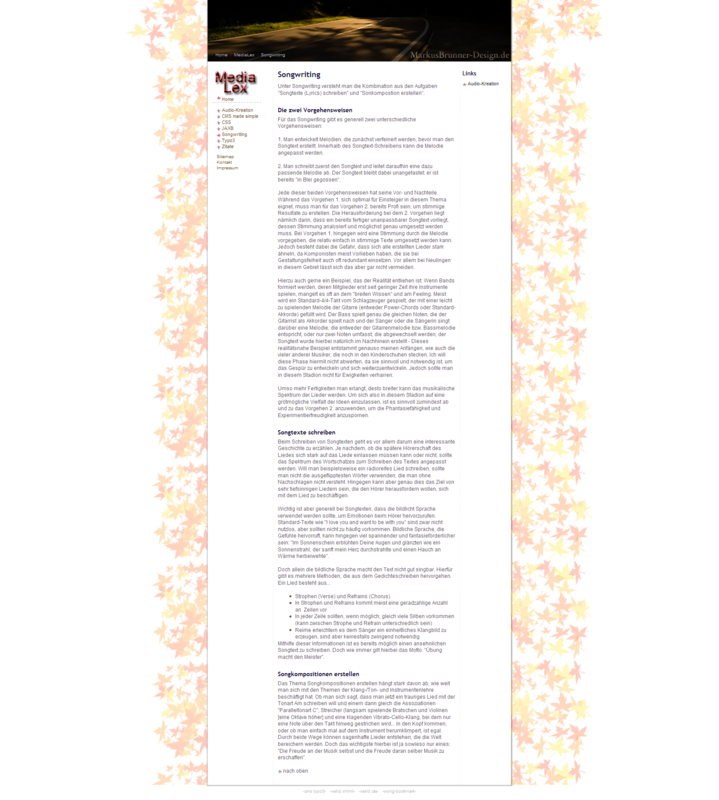 Home MediaLex Songwriting
MarkusBrunner-Design.de
Media
Lex
Home
Audio-Kreation
CMS made simple
CSS
JAXB
Songwriting
Typo3
Zitate
Sitemap
Kontakt
Impressum
Songwriting
Unter Songwriting versteht man die Kombination aus den Aufgaben
"Songtexte (Lyrics) schreiben" und "Sonkomposition erstellen".
Die zwei Vorgehensweisen
Für das Songwriting gibt es generell zwei unterschiedliche
Vorgehensweisen:
1. Man entwickelt Melodien, die zunächst verfeinert werden, bevor man den
Songtext erstellt. Innerhalb des Songtext-Schreibens kann die Melodie
angepasst werden.
2. Man schreibt zuerst den Songtext und leitet daraufhin eine dazu
passende Melodie ab. Der Songtext bleibt dabei unangetastet, er ist
bereits "in Blei gegossen".
Jede dieser beiden Vorgehensweisen hat seine Vor- und Nachteile.
Während das Vorgehen 1. sich optimal für Einsteiger in diesem Thema
eignet, muss man für das Vorgehen 2. bereits Profi sein, um stimmige
Resultate zu erstellen. Die Herausforderung bei dem 2. Vorgehen liegt
nämlich darin, dass ein bereits fertiger unanpassbarer Songtext vorliegt,
dessen Stimmung analysiert und möglichst genau umgesetzt werden
muss. Bei Vorgehen 1. hingegen wird eine Stimmung durch die Melodie
vorgegeben, die relativ einfach in stimmige Texte umgesetzt werden kann.
Jedoch besteht dabei die Gefahr, dass sich alle erstellten Lieder stark
ähneln, da Komponisten meist Vorlieben haben, die sie bei
Gestaltungsfreiheit auch oft redundant einsetzen. Vor allem bei Neulingen
in diesem Gebiet lässt sich das aber gar nicht vermeiden.
Hierzu auch gerne ein Beispiel, das der Realität entliehen ist: Wenn Bands
formiert werden, deren Mitglieder erst seit geringer Zeit ihre Instrumente
spielen, mangelt es oft an dem "breiten Wissen" und am Feeling. Meist
wird ein Standard-4/4-Takt vom Schlagzeuger gespielt, der mit einer leicht
zu spielenden Melodie der Gitarre (entweder Power-Chords oder Standard-
Akkorde) gefüllt wird. Der Bass spielt genau die gleichen Noten, die der
Gitarrist als Akkorde spielt nach und der Sänger oder die Sängerin singt
darüber eine Melodie, die entweder der Gitarrenmelodie bzw. Bassmelodie
entspricht, oder nur zwei Noten umfasst, die abgewechselt werden; der
Songtext wurde hierbei natürlich im Nachhinein erstellt - Dieses
realitätsnahe Beispiel entstammt genauso meinen Anfängen, wie auch die
vieler anderer Musiker, die noch in den Kinderschuhen stecken. Ich will
diese Phase hiermit nicht abwerten, da sie sinnvoll und notwendig ist, um
das Gespür zu entwickeln und sich weiterzuentwickeln. Jedoch sollte man
in diesem Stadion nicht für Ewigkeiten verharren.
Umso mehr Fertigkeiten man erlangt, desto breiter kann das musikalische
Spektrum der Lieder werden. Um sich also in diesem Stadion auf eine
größtmögliche Vielfalt der Ideen einzulassen, ist es sinnvoll zumindest ab
und zu das Vorgehen 2. anzuwenden, um die Phantasiefähigkeit und
Experimentierfreudigkeit anzuspornen.
Songtexte schreiben
Beim Schreiben von Songtexten geht es vor allem darum eine interessante
Geschichte zu erzählen. Je nachdem, ob die spätere Hörerschaft des
Liedes sich stark auf das Liede einlassen müssen kann oder nicht, sollte
das Spektrum des Wortschatzes zum Schreiben des Textes angepasst
werden. Will man beispielsweise ein radioreifes Lied schreiben, sollte
man nicht die ausgeflipptesten Wörter verwenden, die man ohne
Nachschlagen nicht versteht. Hingegen kann aber genau dies das Ziel von
sehr tiefsinnigen Liedern sein, die den Hörer herausfordern wollen, sich
mit dem Lied zu beschäftigen.
Wichtig ist aber generell bei Songtexten, dass die bildlicht Sprache
verwendet werden sollte, um Emotionen beim Hörer hervorzurufen.
Standard-Texte wie "I love you and want to be with you" sind zwar nicht
nutzlos, aber sollten nicht zu häufig vorkommen. Bildliche Sprache, die
Gefühle hervorruft, kann hingegen viel spannender und fantasiefördelicher
sein: "Im Sonnenschein erblühten Deine Augen und glänzten wie ein
Sonnenstrahl, der sanft mein Herz durchstrahlte und einen Hauch an
Wärme herbeiwehte".
Doch allein die bildliche Sprache macht den Text nicht gut singbar. Hierfür
gibt es mehrere Methoden, die aus dem Gedichteschreiben hervorgehen.
Ein Lied besteht aus...
Strophen (Verse) und Refrains (Chorus)
In Strophen und Refrains kommt meist eine geradzahlige Anzahl
an. Zeilen vor
In jeder Zeile sollten, wenn möglich, gleich viele Silben vorkommen
(kann zwischen Strophe und Refrain unterschiedlich sein)
Reime erleichtern es dem Sänger ein einheitliches Klangbild zu
erzeugen, sind aber keinesfalls zwingend notwendig
Mithilfe dieser Informationen ist es bereits möglich einen ansehnlichen
Songtext zu schreiben. Doch wie immer gilt hierbei das Motto: "Übung
macht den Meister".
Songkompositionen erstellen
Das Thema Songkompositionen erstellen hängt stark davon ab, wie weit
man sich mit den Themen der Klang-/Ton- und Instrumentenlehre
beschäftigt hat. Ob man sich sagt, dass man jetzt ein trauriges Lied mit der
Tonart Am schreiben will und einem dann gleich die Assoziationen
"Paralleltonart C", Streicher (langsam spielende Bratschen und Violinen
[eine Oktave höher] und eine klagenden Vibrato-Cello-Klang, bei dem nur
eine Note über den Takt hinweg gestrichen wird... in den Kopf kommen,
oder ob man einfach mal auf dem Instrument herumklimpert, ist egal.
Durch beide Wege können sagenhafte Lieder entstehen, die die Welt
bereichern werden. Doch das wichtigste hierbei ist ja sowieso nur eines:
"Die Freude an der Musik selbst und die Freude daran selber Musik zu
erschaffen".
nach oben
Links
Audio-Kreation